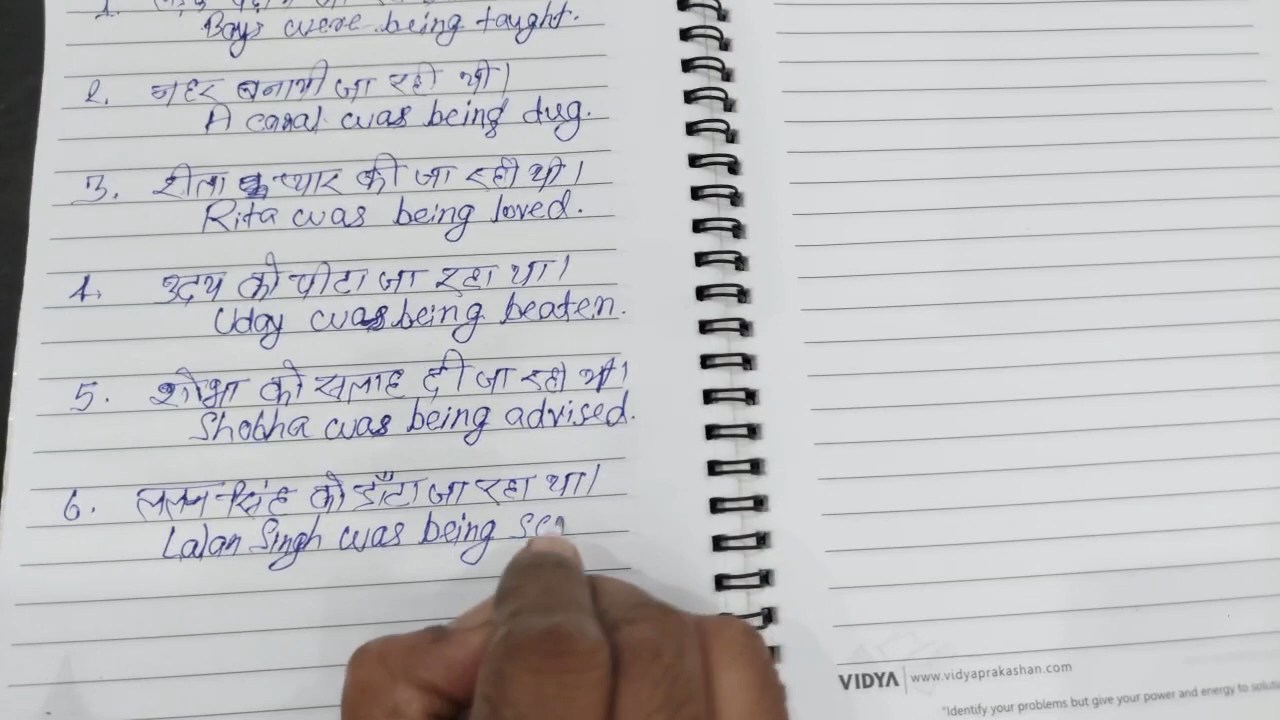 1.
Boys were being taught.
2. नहर बनायी जा रही थी।
A canal was being dug.
3. रीता प्यार की जा रही थी।
Rita was being loved.
4. उदय को पीटा जा रहा था।
Uday was being beaten.
5. शोभा को सलाह दी जा रही थी।
Shobha was being advised.
6. ललन सिंह को डाँटा जा रहा था।
Lalan Singh was being
VIDYA | www.vidyaprakashan.com
"Identify your problems but give your power and energy to